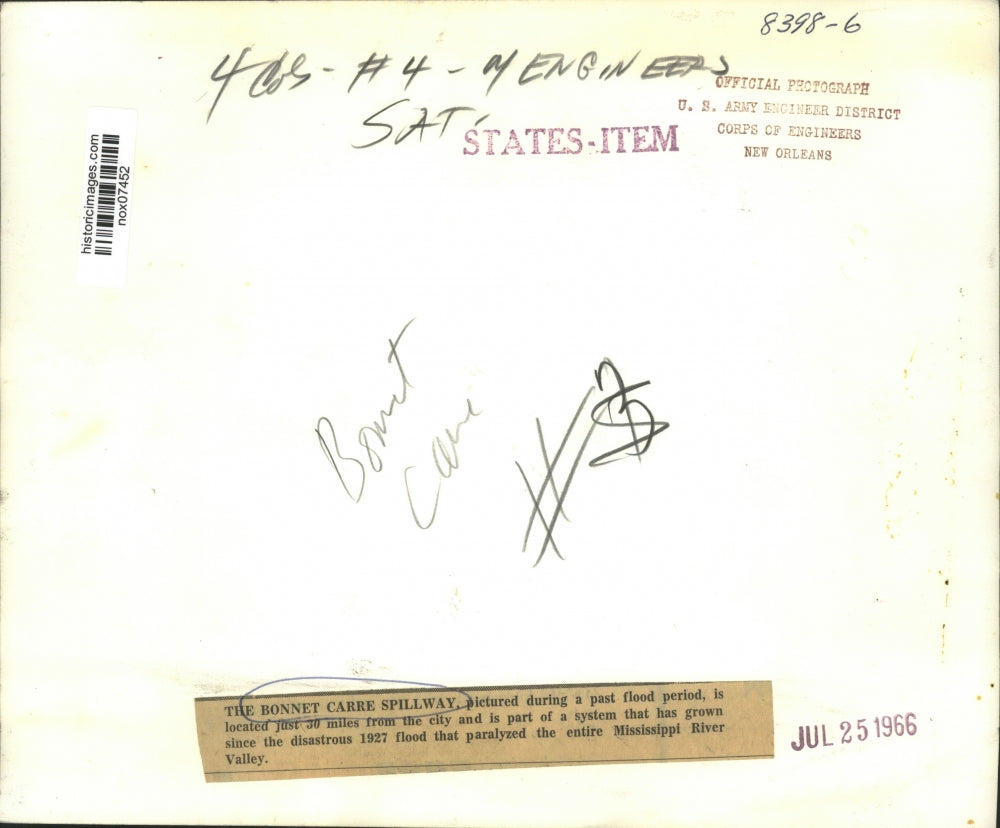 8398-6
4 Cols - #4 - M ENGINEERS
SAT.
STATES-ITEM
OFFICIAL PHOTOGRAPH
U. S. ARMY ENGINEER DISTRICT
CORPS OF ENGINEERS
NEW ORLEANS
historicimages.com
nox07452
Bonnet
Carre
#
THE BONNET CARRE SPILLWAY, pictured during a past flood period, is
located just 30 miles from the city and is part of a system that has grown
since the disastrous 1927 flood that paralyzed the entire Mississippi River
Valley.
JUL 25 1966